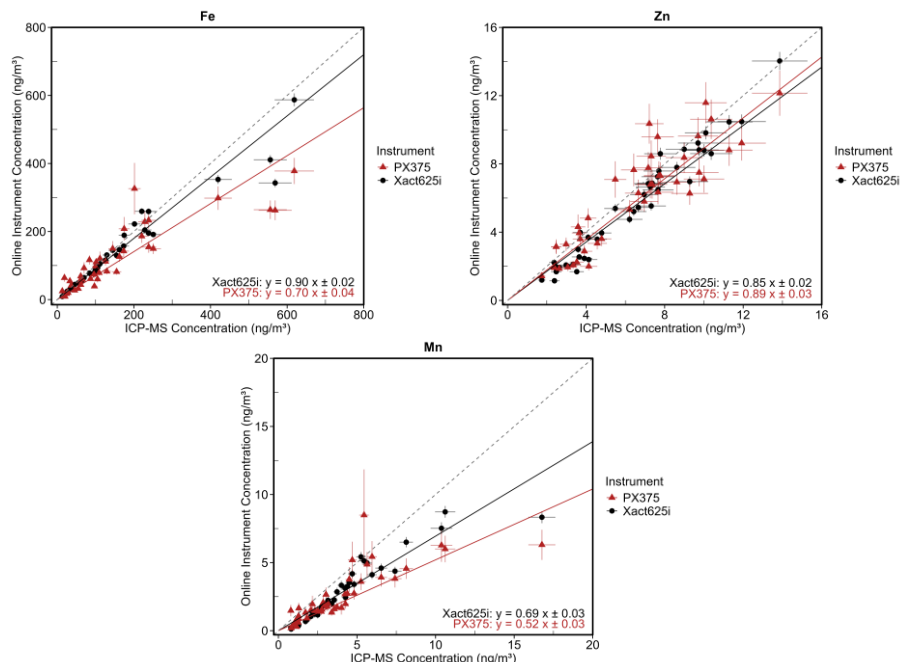 Fe
Online Instrument Concentration (ng/m³)
800
600
400
200
0
0 200 400 600 800
ICP-MS Concentration (ng/m³)
Xact625i: y = 0.90 x ± 0.02
PX375: y = 0.70 x ± 0.04
Instrument
PX375
Xact625i
Zn
Online Instrument Concentration (ng/m³)
16
12
8
4
0
0 4 8 12 16
ICP-MS Concentration (ng/m³)
Xact625i: y = 0.85 x ± 0.02
PX375: y = 0.89 x ± 0.03
Instrument
PX375
Xact625i
Mn
Online Instrument Concentration (ng/m³)
20
15
10
5
0
0 5 10 15 20
ICP-MS Concentration (ng/m³)
Xact625i: y = 0.69 x ± 0.03
PX375: y = 0.52 x ± 0.03
Instrument
PX375
Xact625i